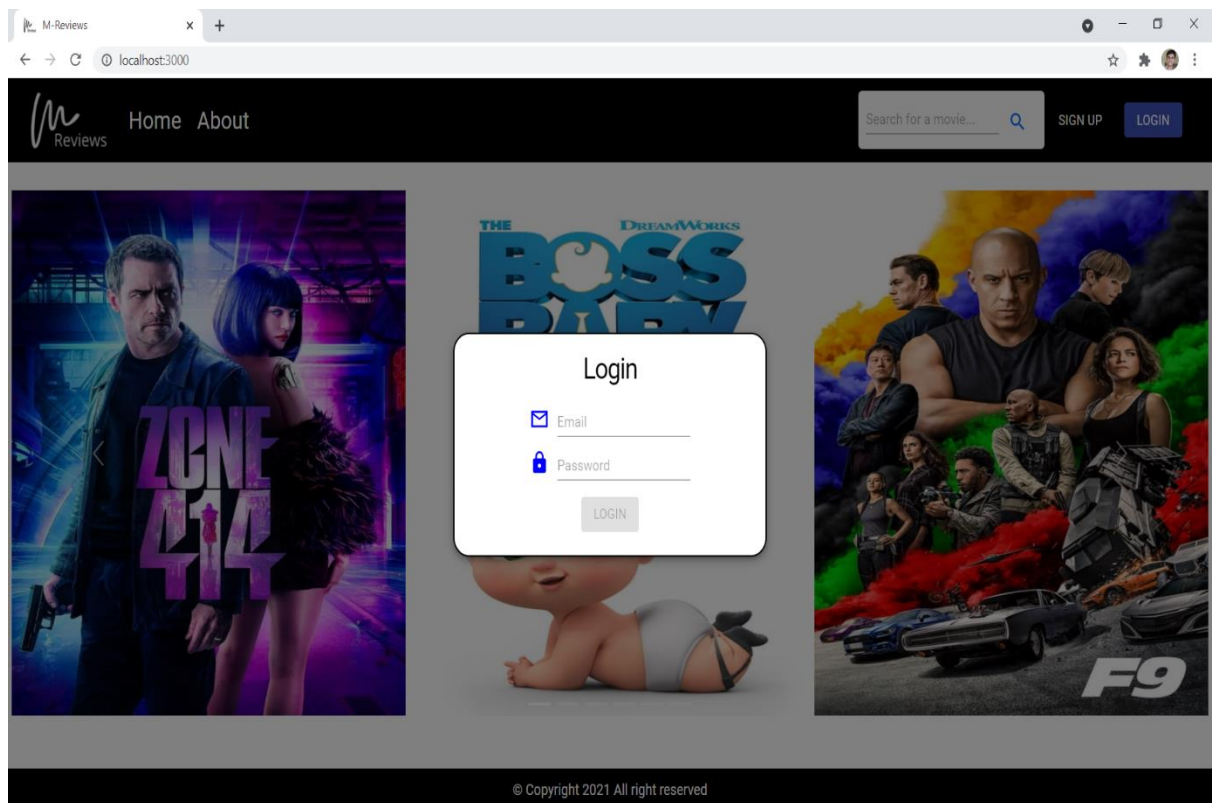 M-Reviews
localhost:3000
M Reviews Home About Search for a movie... SIGN UP LOGIN
THE DREAMWORKS
BOSS
BABY
ZONE
414
Login
Email
Password
LOGIN
F9
© Copyright 2021 All right reserved